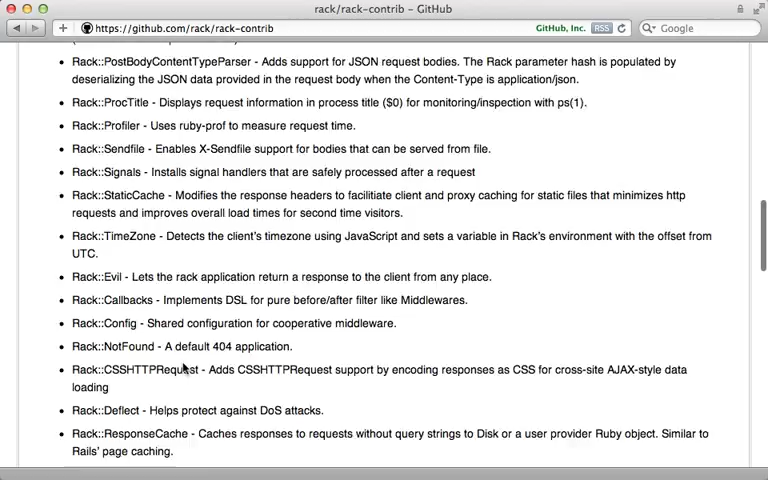 rack/rack-contrib - GitHub
https://github.com/rack/rack-contrib
GitHub, Inc.
RSS
Google
Rack::PostBodyContentTypeParser - Adds support for JSON request bodies. The Rack parameter hash is populated by
deserializing the JSON data provided in the request body when the Content-Type is application/json.
Rack::ProcTitle - Displays request information in process title ($0) for monitoring/inspection with ps(1).
Rack::Profiler - Uses ruby-prof to measure request time.
Rack::Sendfile - Enables X-Sendfile support for bodies that can be served from file.
Rack::Signals - Installs signal handlers that are safely processed after a request
Rack::StaticCache - Modifies the response headers to facilitiate client and proxy caching for static files that minimizes http
requests and improves overall load times for second time visitors.
Rack::TimeZone - Detects the client's timezone using JavaScript and sets a variable in Rack's environment with the offset from
UTC.
Rack::Evil - Lets the rack application return a response to the client from any place.
Rack::Callbacks - Implements DSL for pure before/after filter like Middlewares.
Rack::Config - Shared configuration for cooperative middleware.
Rack::NotFound - A default 404 application.
Rack::CSSHTTPRequest - Adds CSSHTTPRequest support by encoding responses as CSS for cross-site AJAX-style data
loading
Rack::Deflect - Helps protect against DoS attacks.
Rack::ResponseCache - Caches responses to requests without query strings to Disk or a user provider Ruby object. Similar to
Rails' page caching.